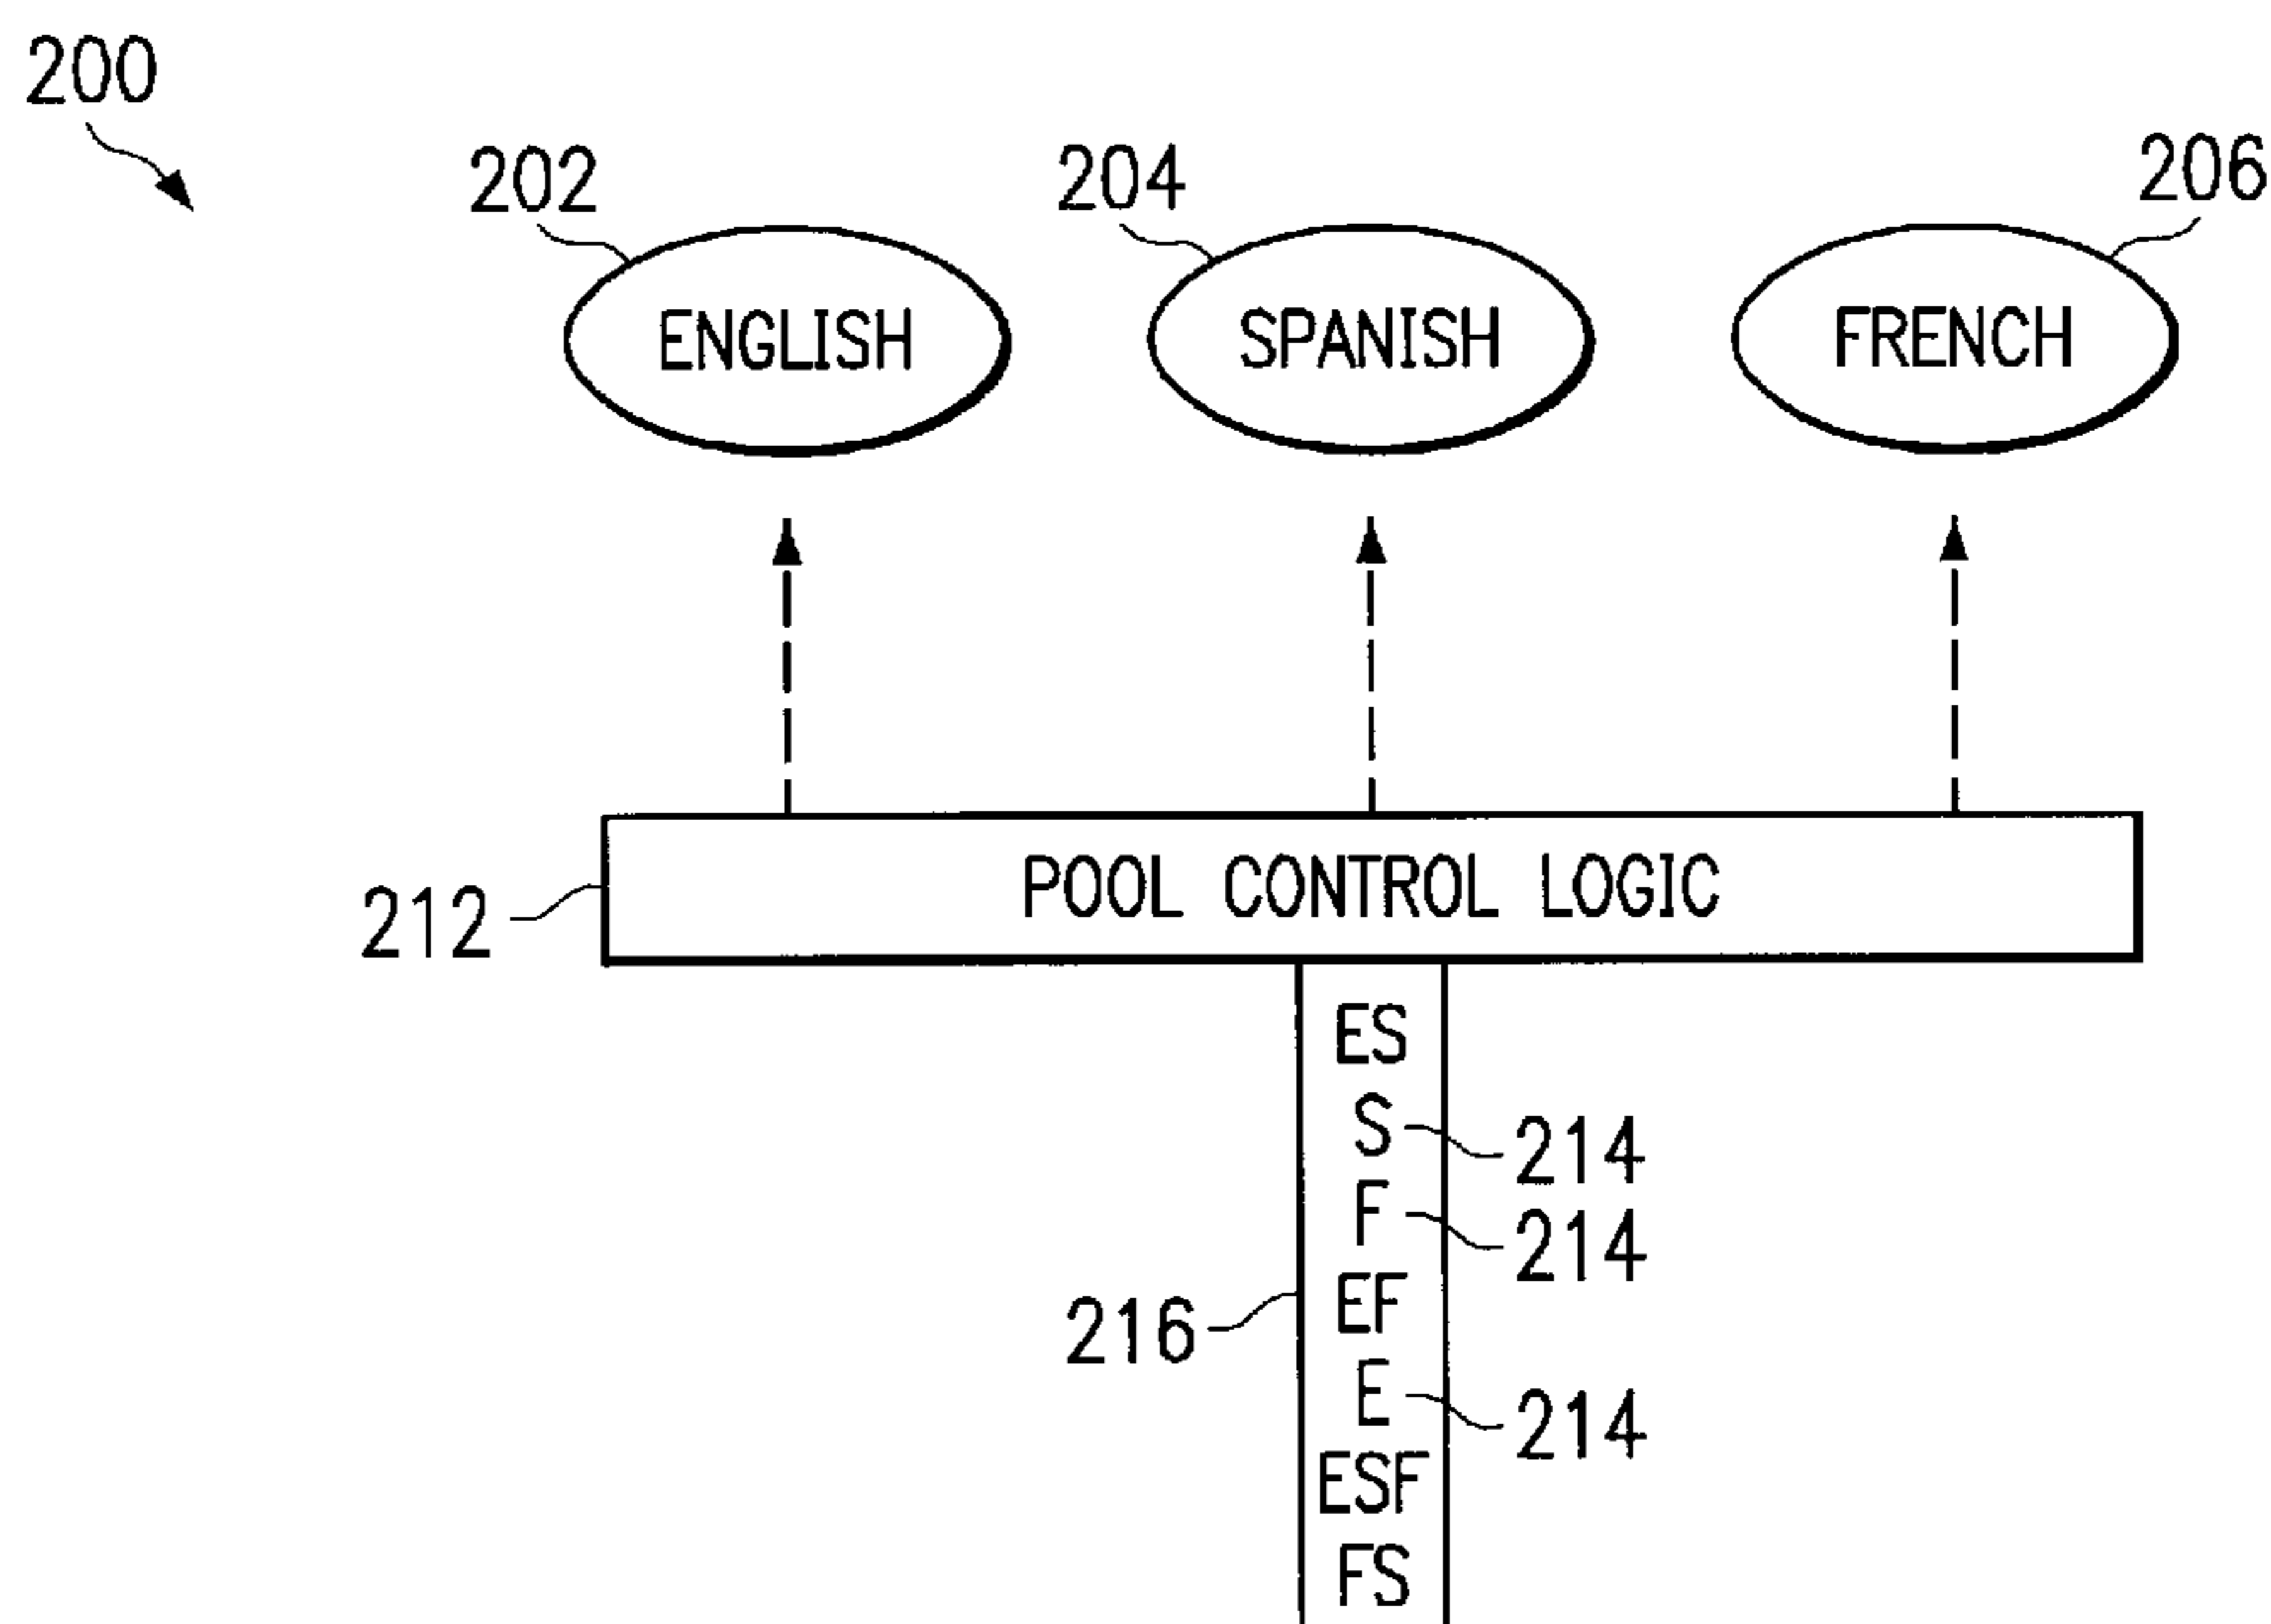 200
202 204 206
ENGLISH SPANISH FRENCH
212 POOL CONTROL LOGIC
ES
S 214
F 214
216 EF
E 214
ESF
FS